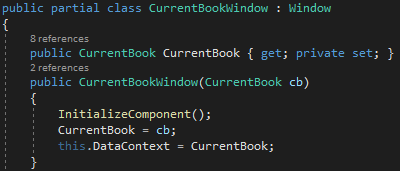 public partial class CurrentBookWindow : Window
{
8 references
public CurrentBook CurrentBook { get; private set; }
2 references
public CurrentBookWindow(CurrentBook cb)
{
InitializeComponent();
CurrentBook = cb;
this.DataContext = CurrentBook;
}